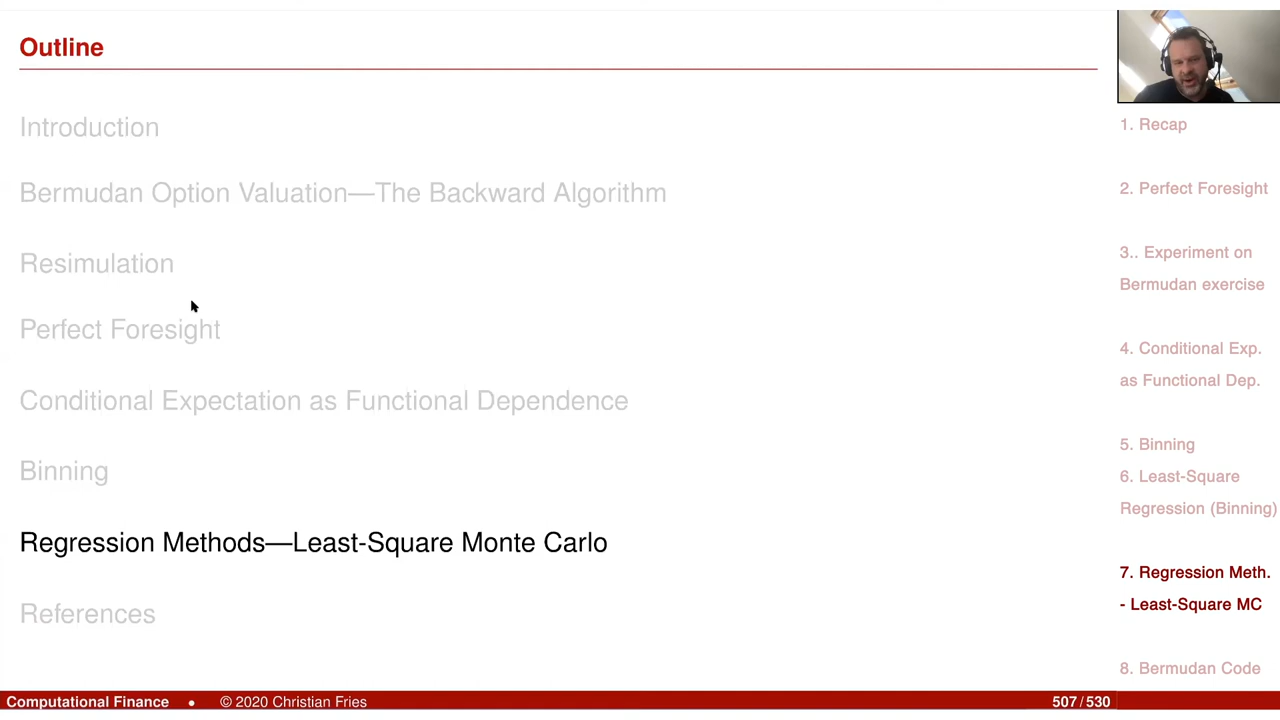 Outline
Introduction
Bermudan Option Valuation—The Backward Algorithm
Resimulation
Perfect Foresight
Conditional Expectation as Functional Dependence
Binning
Regression Methods—Least-Square Monte Carlo
References
1. Recap
2. Perfect Foresight
3.. Experiment on
Bermudan exercise
4. Conditional Exp.
as Functional Dep.
5. Binning
6. Least-Square
Regression (Binning)
7. Regression Meth.
- Least-Square MC
8. Bermudan Code
Computational Finance • © 2020 Christian Fries 507/530